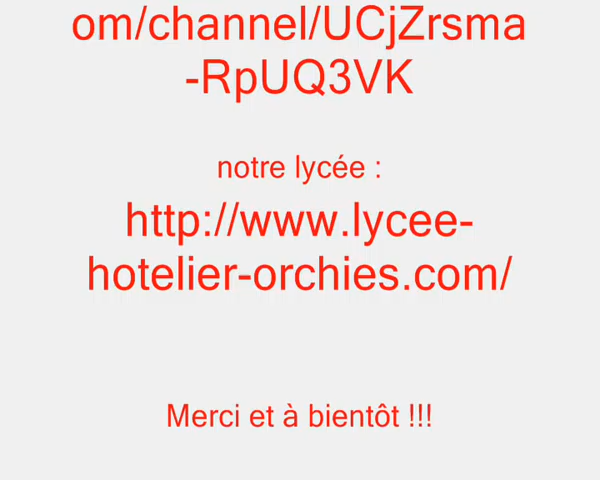 om/channel/UCjZrsma
-RpUQ3VK
notre lycée :
http://www.lycee-
hotelier-orchies.com/
Merci et à bientôt !!!